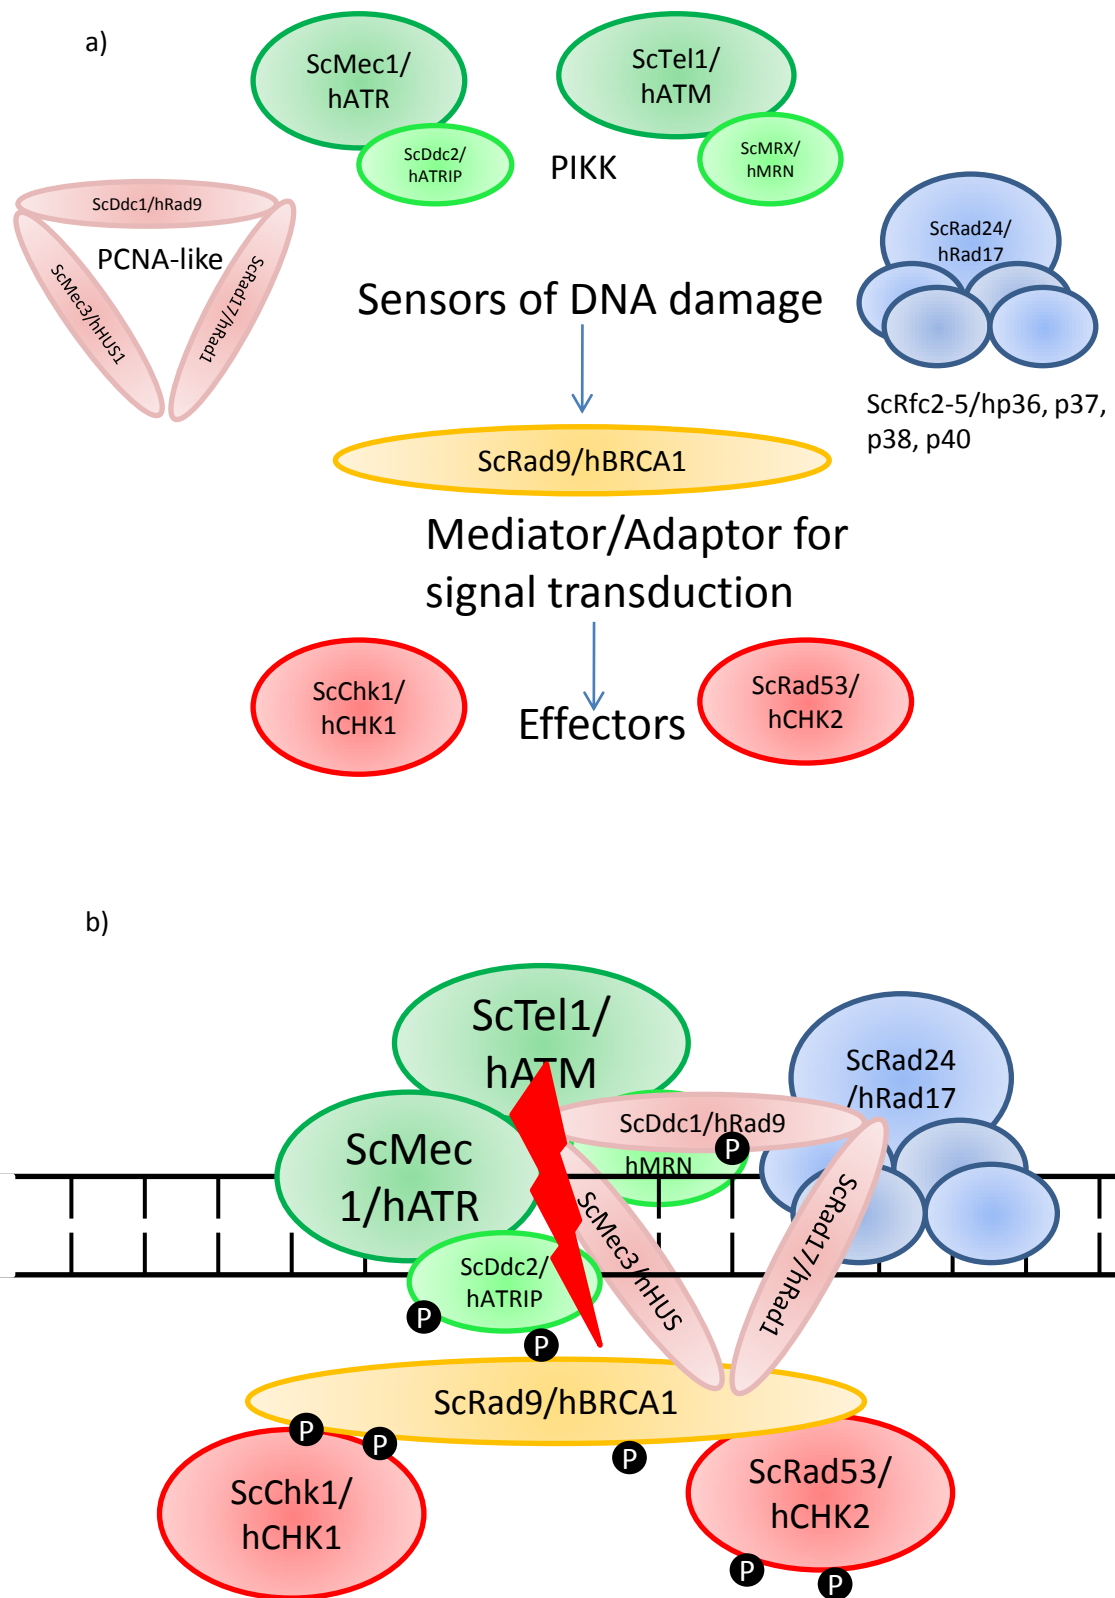 a)
ScMec1/
hATR
ScTel1/
hATM
ScDdc2/
hATRIP
PIKK
ScMRX/
hMRN
ScDdc1/hRad9
PCNA-like
ScMec3/hHUS1
ScRad17/hRad1
ScRad24/
hRad17
Sensors of DNA damage
ScRfc2-5/hp36, p37,
p38, p40
ScRad9/hBRCA1
Mediator/Adaptor for
signal transduction
ScChk1/
hCHK1
Effectors
ScRad53/
hCHK2
b)
ScTel1/
hATM
ScRad24
/hRad17
ScDdc1/hRad9
P
hMRN
ScMec
1/hATR
ScMec3/hHUS
ScRad17/hRad1
ScDdc2/
hATRIP
P
P
ScRad9/hBRCA1
P
P
P
ScChk1/
hCHK1
ScRad53/
hCHK2
P
P